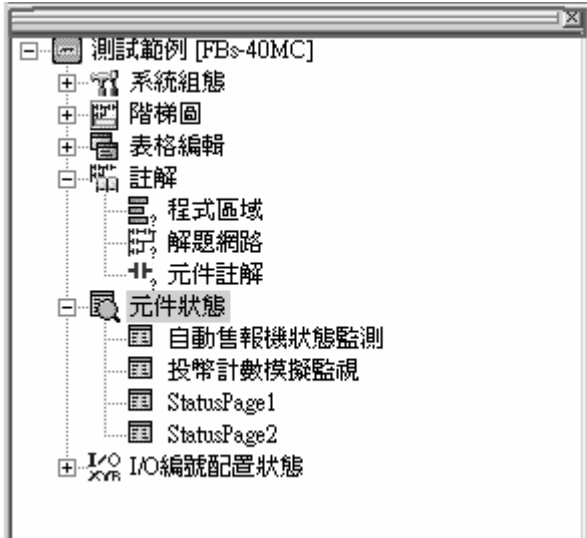 測試範例 [FBs-40MC]
系統組態
階梯圖
表格編輯
註解
程式區域
解題網路
元件註解
元件狀態
自動售報機狀態監測
投幣計數模擬監視
StatusPage1
StatusPage2
I/O編號配置狀態